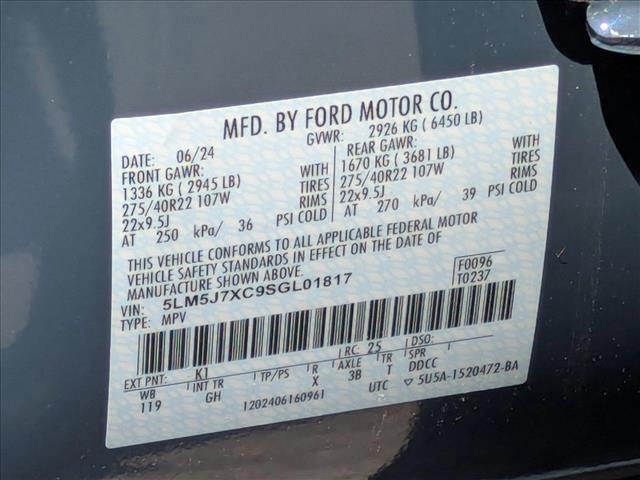 MFD. BY FORD MOTOR CO.
DATE: 06/24 GVWR: 2926 KG ( 6450 LB)
FRONT GAWR: REAR GAWR:
1336 KG ( 2945 LB) WITH 1670 KG ( 3681 LB) WITH
275/40R22 107W TIRES 275/40R22 107W TIRES
22x9.5J RIMS 22x9.5J RIMS
AT 250 kPa/ 36 PSI COLD AT 270 kPa/ 39 PSI COLD
THIS VEHICLE CONFORMS TO ALL APPLICABLE FEDERAL MOTOR
VEHICLE SAFETY STANDARDS IN EFFECT ON THE DATE OF
MANUFACTURE SHOWN ABOVE.
VIN: 5LM5J7XC9SGL01817 F0096
TYPE: MPV T0237
EXT PNT: K1 RC: 25 DSO:
WB INT TR TP/PS R AXLE TR SPR
119 GH X 3B T DDCC
1202406160961 UTC ▽ 5U5A-1520472-BA